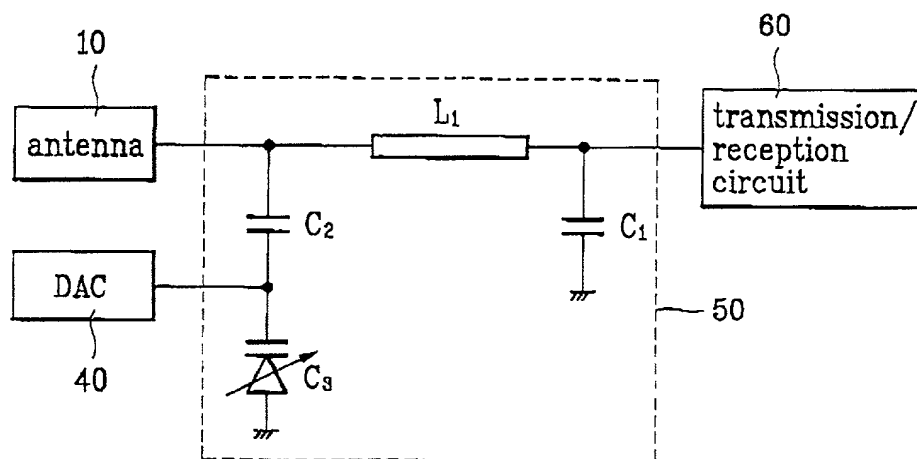 10
antenna
L1
60
transmission/
reception
circuit
C2
C1
DAC
40
C3
50